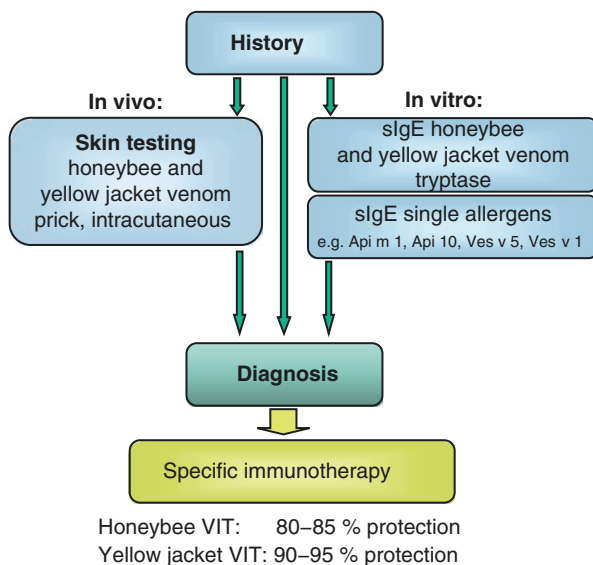 History
In vivo:
Skin testing
honeybee and
yellow jacket venom
prick, intracutaneous
In vitro:
sIgE honeybee
and yellow jacket venom
tryptase
sIgE single allergens
e.g. Api m 1, Api 10, Ves v 5, Ves v 1
Diagnosis
Specific immunotherapy
Honeybee VIT: 80–85 % protection
Yellow jacket VIT: 90–95 % protection